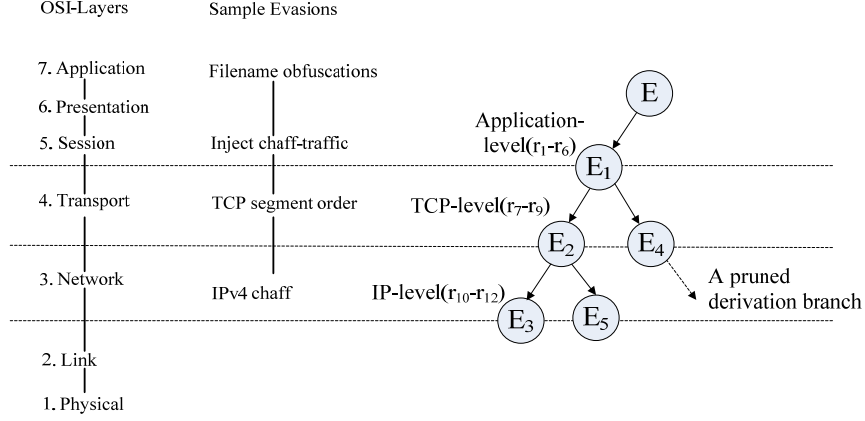 OSI-Layers
Sample Evasions
7. Application
Filename obfuscations
6. Presentation
5. Session
Inject chaff-traffic
4. Transport
TCP segment order
3. Network
IPv4 chaff
2. Link
1. Physical
E
Application-
level(r₁-r₆)
E₁
TCP-level(r₇-r₉)
E₂
E₄
IP-level(r₁₀-r₁₂)
E₃
E₅
A pruned
derivation branch